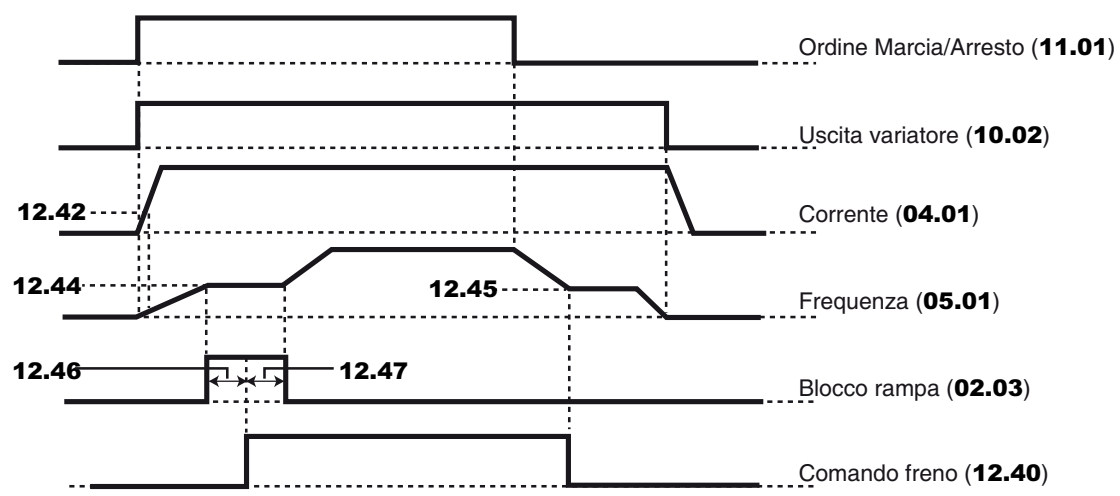 Ordine Marcia/Arresto (11.01)
Uscita variatore (10.02)
12.42
Corrente (04.01)
12.44
12.45
Frequenza (05.01)
12.46
12.47
Blocco rampa (02.03)
Comando freno (12.40)